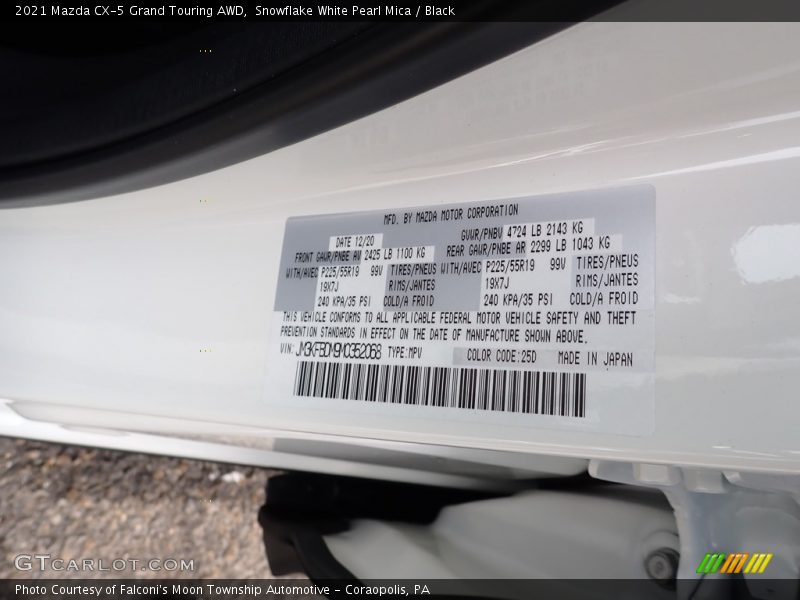 2021 Mazda CX-5 Grand Touring AWD,  Snowflake White Pearl Mica / Black
MFD. BY MAZDA MOTOR CORPORATION
DATE 12/20 GVWR/PNBV 4724 LB 2143 KG
FRONT GAWR/PNBE AV 2425 LB 1100 KG REAR GAWR/PNBE AR 2299 LB 1043 KG
WITH/AVEC P225/55R19 99V TIRES/PNEUS WITH/AVEC P225/55R19 99V TIRES/PNEUS
19X7J RIMS/JANTES 19X7J RIMS/JANTES
240 KPA/35 PSI COLD/A FROID 240 KPA/35 PSI COLD/A FROID
THIS VEHICLE CONFORMS TO ALL APPLICABLE FEDERAL MOTOR VEHICLE SAFETY AND THEFT
PREVENTION STANDARDS IN EFFECT ON THE DATE OF MANUFACTURE SHOWN ABOVE.
VIN: JM3KFBDM9M0352068 TYPE:MPV COLOR CODE:25D MADE IN JAPAN
GTCARLOT.COM
Photo Courtesy of Falconi's Moon Township Automotive - Coraopolis, PA